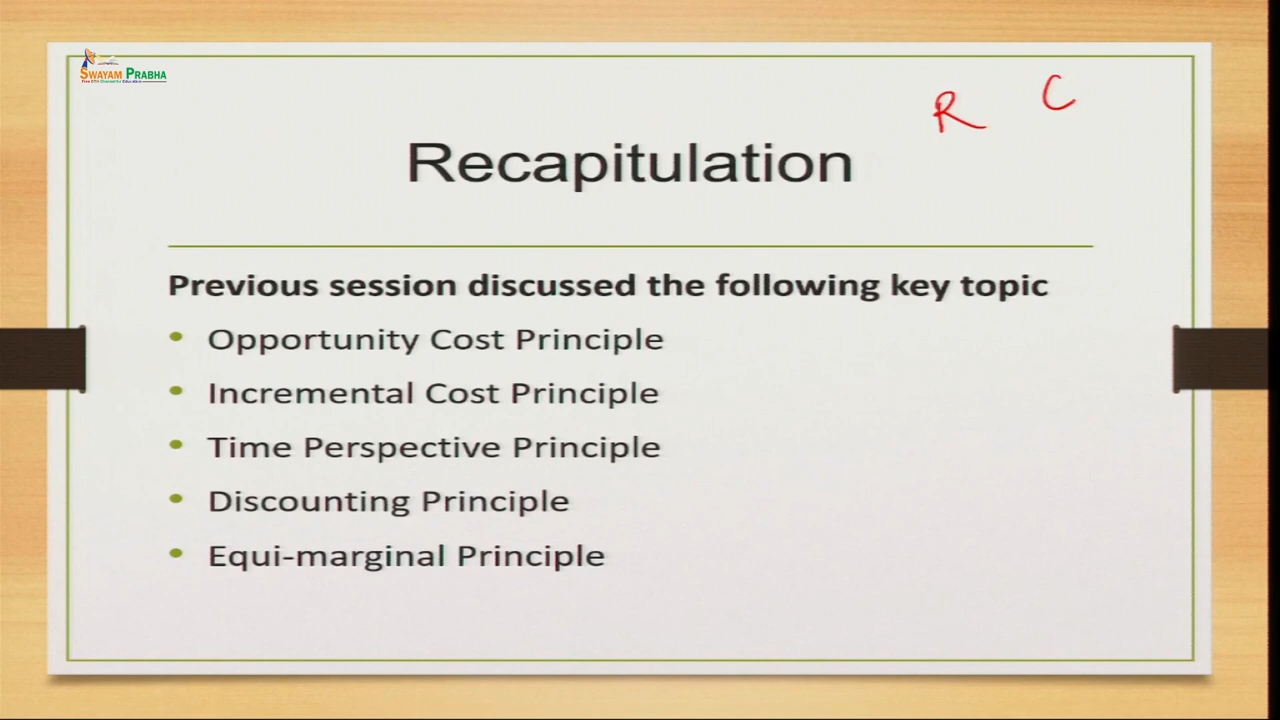 SWAYAM PRABHA
R C
Recapitulation
Previous session discussed the following key topic
• Opportunity Cost Principle
• Incremental Cost Principle
• Time Perspective Principle
• Discounting Principle
• Equi-marginal Principle